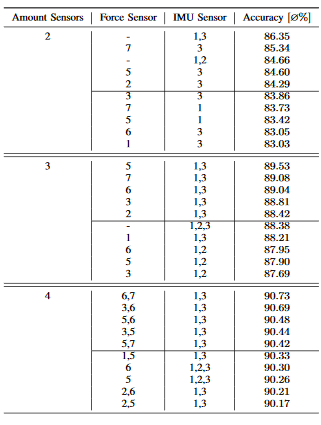 Amount Sensors Force Sensor IMU Sensor Accuracy [∅%]
2 - 1,3 86.35
7 3 85.34
- 1,2 84.66
5 3 84.60
2 3 84.29
3 3 83.86
7 1 83.73
5 1 83.42
6 3 83.05
1 3 83.03
3 5 1,3 89.53
7 1,3 89.08
6 1,3 89.04
3 1,3 88.81
2 1,3 88.42
- 1,2,3 88.38
1 1,3 88.21
6 1,2 87.95
5 1,2 87.90
3 1,2 87.69
4 6,7 1,3 90.73
3,6 1,3 90.69
5,6 1,3 90.48
3,5 1,3 90.44
5,7 1,3 90.42
1,5 1,3 90.33
6 1,2,3 90.30
5 1,2,3 90.26
2,6 1,3 90.21
2,5 1,3 90.17